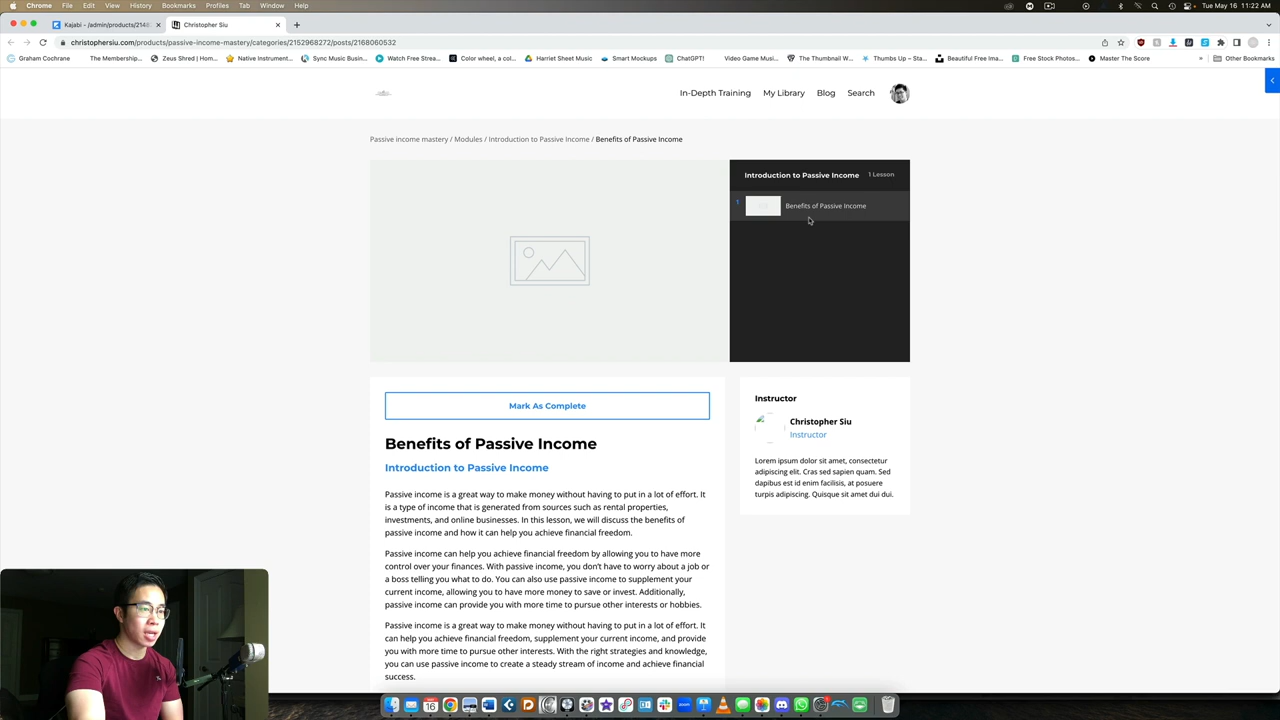 Chrome File Edit View History Bookmarks Profiles Tab Window Help Tue May 16 11:22 AM
Christopher Siu
christophersiu.com/products/passive-income-mastery/categories/2152968272/posts/2168060532
Graham Cochrane The Membership... Zeus Shred | Hom... Native Instrument... Sync Music Busin... Watch Free Strea... Color wheel, a col... Harriet Sheet Music Smart Mockups ChatGPT! Video Game Musi... The Thumbnail W... Thumbs Up – Sta... Beautiful Free Ima... Free Stock Photos... Master The Score » Other Bookmarks
In-Depth Training My Library Blog Search
Passive income mastery / Modules / Introduction to Passive Income / Benefits of Passive Income
Introduction to Passive Income 1 Lesson
1 Benefits of Passive Income
Mark As Complete
Benefits of Passive Income
Introduction to Passive Income
Passive income is a great way to make money without having to put in a lot of effort. It
is a type of income that is generated from sources such as rental properties,
investments, and online businesses. In this lesson, we will discuss the benefits of
passive income and how it can help you achieve financial freedom.
Passive income can help you achieve financial freedom by allowing you to have more
control over your finances. With passive income, you don't have to worry about a job or
a boss telling you what to do. You can also use passive income to supplement your
current income, allowing you to have more money to save or invest. Additionally,
passive income can provide you with more time to pursue other interests or hobbies.
Passive income is a great way to make money without having to put in a lot of effort. It
can help you achieve financial freedom, supplement your current income, and provide
you with more time to pursue other interests. With the right strategies and knowledge,
you can use passive income to create a steady stream of income and achieve financial
success.
Instructor
Christopher Siu
Instructor
Lorem ipsum dolor sit amet, consectetur
adipiscing elit. Cras sed sapien quam. Sed
dapibus est id enim facilisis, at posuere
turpis adipiscing. Quisque sit amet dui dui.